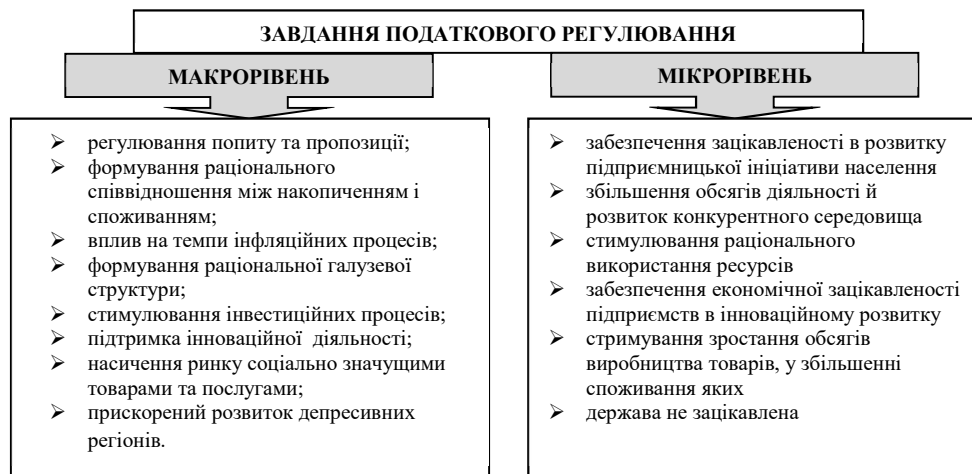 ЗАВДАННЯ ПОДАТКОВОГО РЕГУЛЮВАННЯ
МАКРОРІВЕНЬ
➢ регулювання попиту та пропозиції;
➢ формування раціонального
співвідношення між накопиченням і
споживанням;
➢ вплив на темпи інфляційних процесів;
➢ формування раціональної галузевої
структури;
➢ стимулювання інвестиційних процесів;
➢ підтримка інноваційної діяльності;
➢ насичення ринку соціально значущими
товарами та послугами;
➢ прискорений розвиток депресивних
регіонів.
МІКРОРІВЕНЬ
➢ забезпечення зацікавленості в розвитку
підприємницької ініціативи населення
➢ збільшення обсягів діяльності й
розвиток конкурентного середовища
➢ стимулювання раціонального
використання ресурсів
➢ забезпечення економічної зацікавленості
підприємств в інноваційному розвитку
➢ стримування зростання обсягів
виробництва товарів, у збільшенні
споживання яких
➢ держава не зацікавлена